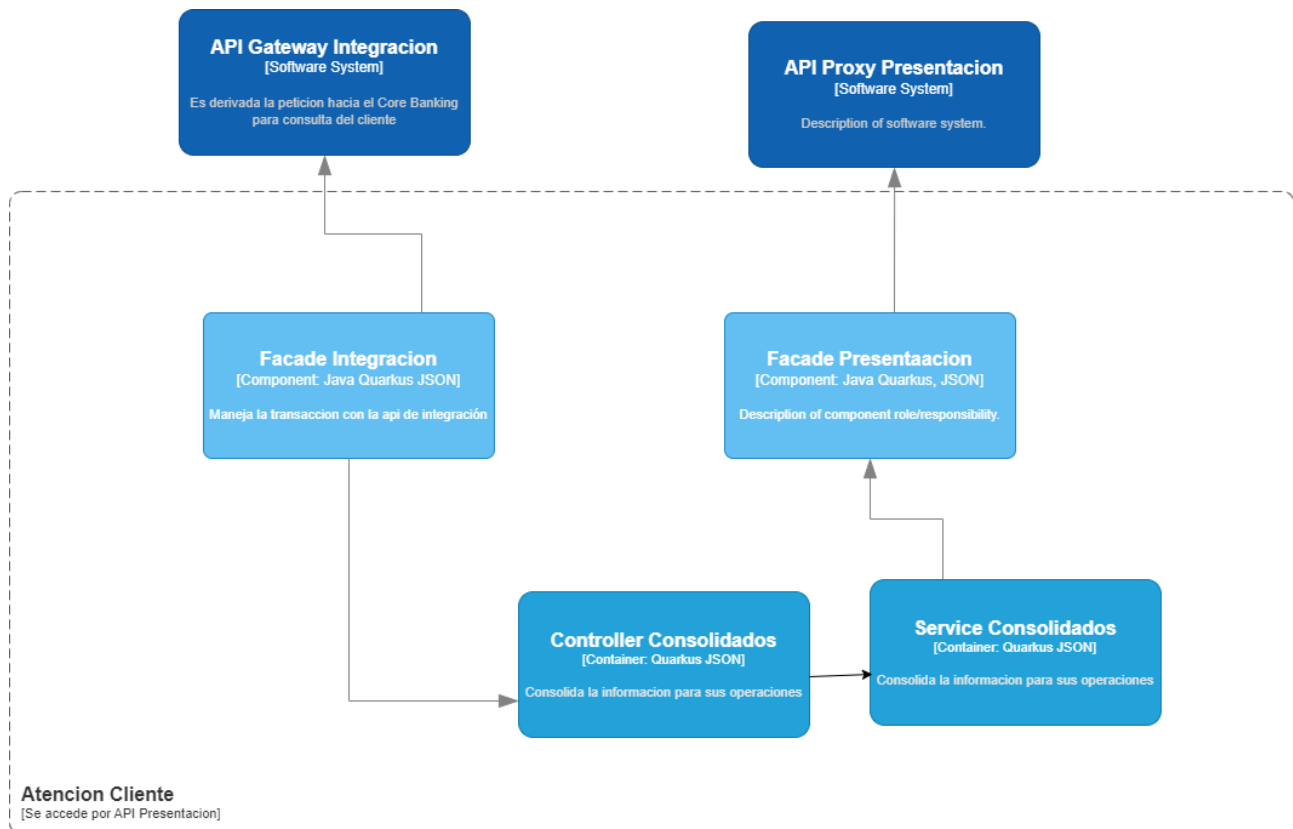 API Gateway Integracion
[Software System]
Es derivada la peticion hacia el Core Banking
para consulta del cliente
API Proxy Presentacion
[Software System]
Description of software system.
Facade Integracion
[Component: Java Quarkus JSON]
Maneja la transaccion con la api de integración
Facade Presentaacion
[Component: Java Quarkus, JSON]
Description of component role/responsibility.
Controller Consolidados
[Container: Quarkus JSON]
Consolida la informacion para sus operaciones
Service Consolidados
[Container: Quarkus JSON]
Consolida la informacion para sus operaciones
Atencion Cliente
[Se accede por API Presentacion]